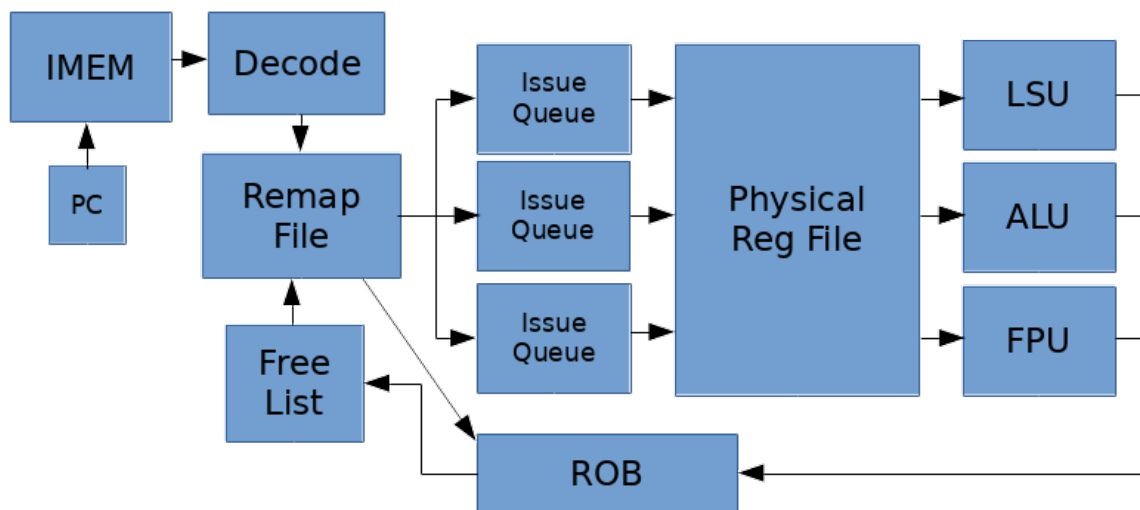 IMEM
Decode
PC
Remap
File
Free
List
Issue
Queue
Issue
Queue
Issue
Queue
Physical
Reg File
LSU
ALU
FPU
ROB